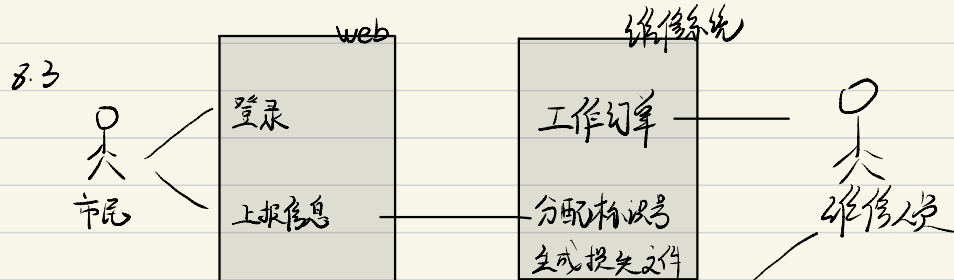 web
维修系统
8.3
登录
工作订单
市民
上报信息
分配标识号
维修人员
生成损失文件